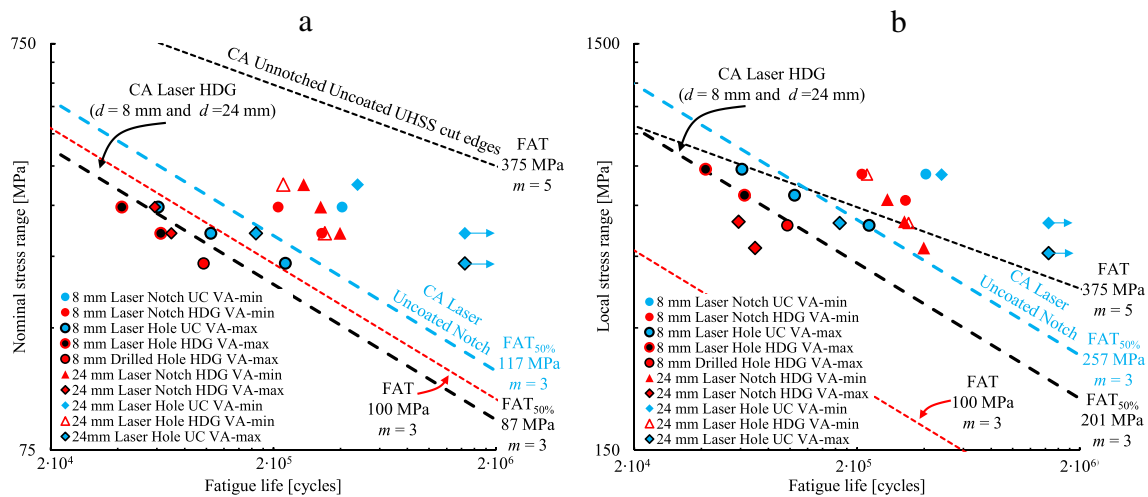 a
750
CA Unnotched Uncoated UHSS cut edges
CA Laser HDG
(d = 8 mm and d =24 mm)
FAT
375 MPa
m = 5
Nominal stress range [MPa]
8 mm Laser Notch UC VA-min
8 mm Laser Notch HDG VA-min
8 mm Laser Hole UC VA-max
8 mm Laser Hole HDG VA-max
8 mm Drilled Hole HDG VA-max
24 mm Laser Notch HDG VA-min
24 mm Laser Notch HDG VA-max
24 mm Laser Hole UC VA-min
24 mm Laser Hole HDG VA-min
24mm Laser Hole UC VA-max
CA Laser
Uncoated Notch
FAT50%
117 MPa
m = 3
FAT
100 MPa
m = 3
FAT50%
87 MPa
m = 3
75
2·10⁴
2·10⁵
2·10⁶
Fatigue life [cycles]
b
1500
CA Laser HDG
(d = 8 mm and d =24 mm)
Local stress range [MPa]
8 mm Laser Notch UC VA-min
8 mm Laser Notch HDG VA-min
8 mm Laser Hole UC VA-max
8 mm Laser Hole HDG VA-max
8 mm Drilled Hole HDG VA-max
24 mm Laser Notch HDG VA-min
24 mm Laser Notch HDG VA-max
24 mm Laser Hole UC VA-min
24 mm Laser Hole HDG VA-min
24 mm Laser Hole UC VA-max
CA Laser
Uncoated Notch
FAT
375 MPa
m = 5
FAT50%
257 MPa
m = 3
FAT
100 MPa
m = 3
FAT50%
201 MPa
m = 3
150
2·10⁴
2·10⁵
2·10⁶
Fatigue life [cycles]